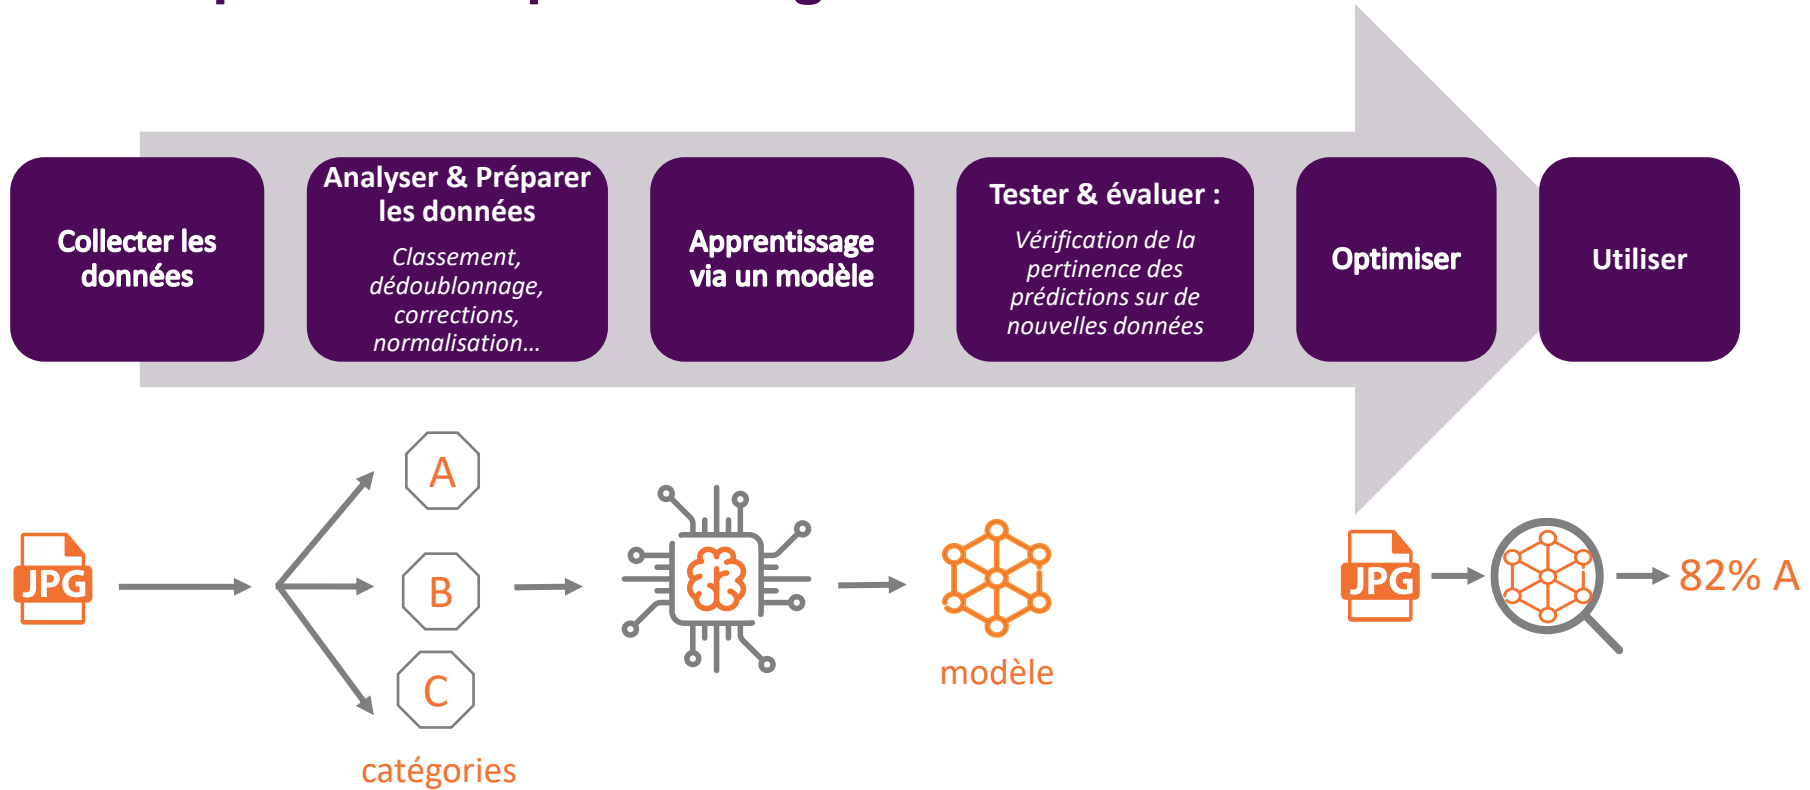 Collecter les
données
Analyser & Préparer
les données
Classement,
dédoublonnage,
corrections,
normalisation…
Apprentissage
via un modèle
Tester & évaluer :
Vérification de la
pertinence des
prédictions sur de
nouvelles données
Optimiser
Utiliser
JPG
A
B
C
catégories
modèle
JPG
82% A